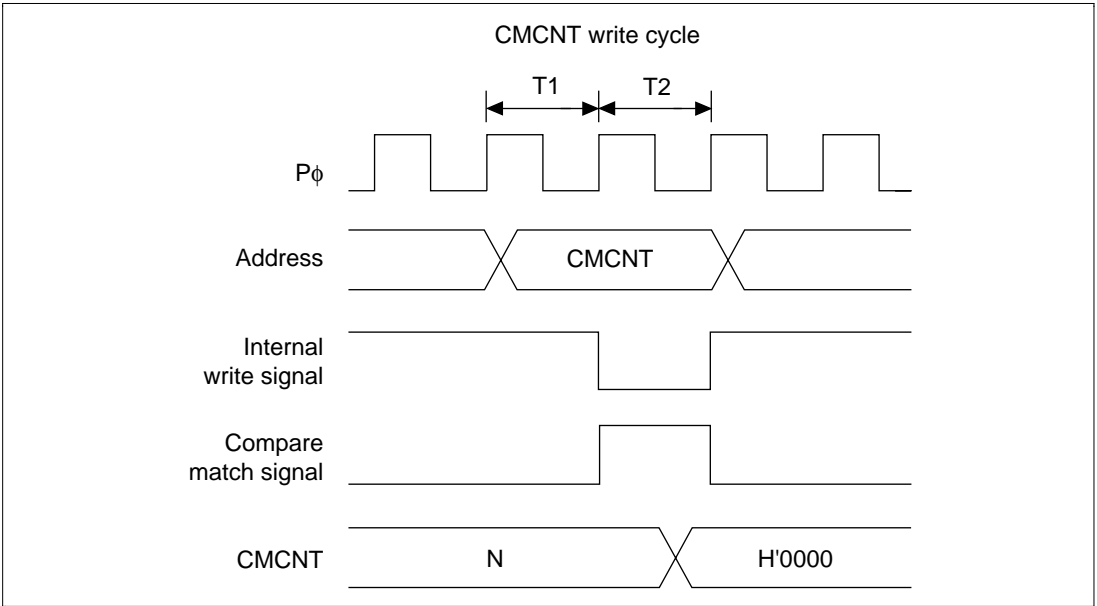 CMCNT write cycle
T1 T2
Pϕ
Address CMCNT
Internal
write signal
Compare
match signal
CMCNT N H'0000